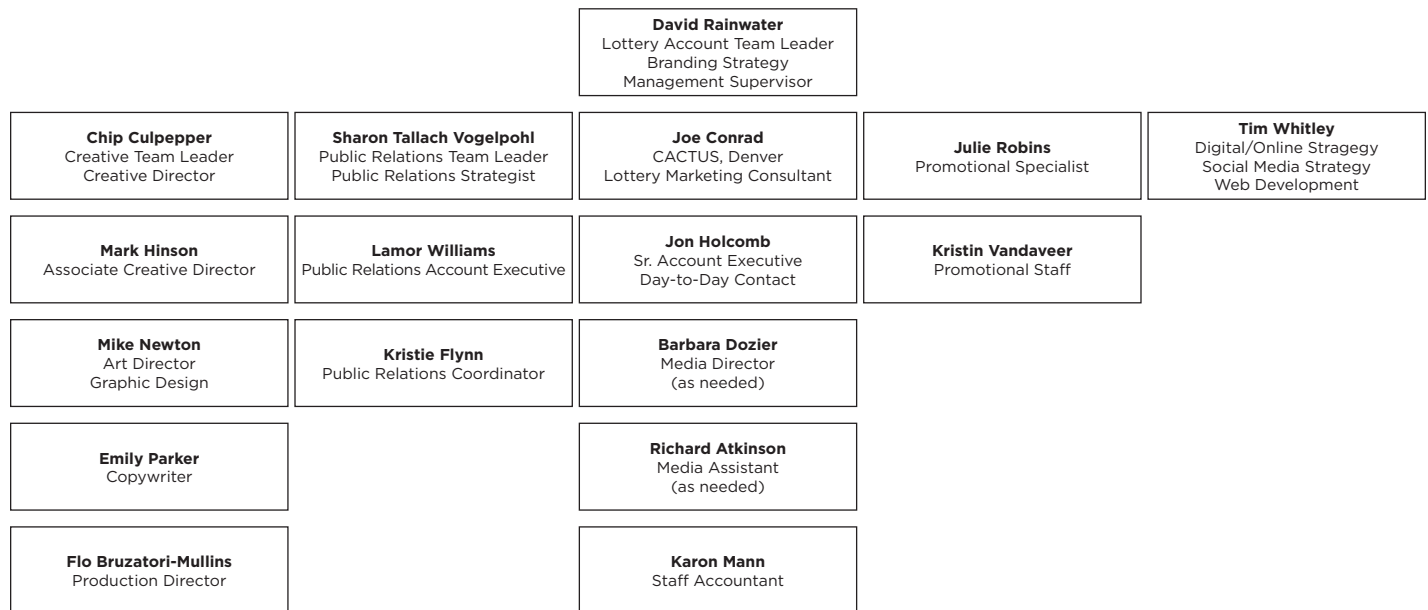 David Rainwater
Lottery Account Team Leader
Branding Strategy
Management Supervisor
Chip Culpepper
Creative Team Leader
Creative Director
Sharon Tallach Vogelpohl
Public Relations Team Leader
Public Relations Strategist
Joe Conrad
CACTUS, Denver
Lottery Marketing Consultant
Julie Robins
Promotional Specialist
Tim Whitley
Digital/Online Stragegy
Social Media Strategy
Web Development
Mark Hinson
Associate Creative Director
Lamor Williams
Public Relations Account Executive
Jon Holcomb
Sr. Account Executive
Day-to-Day Contact
Kristin Vandaveer
Promotional Staff
Mike Newton
Art Director
Graphic Design
Kristie Flynn
Public Relations Coordinator
Barbara Dozier
Media Director
(as needed)
Emily Parker
Copywriter
Richard Atkinson
Media Assistant
(as needed)
Flo Bruzatori-Mullins
Production Director
Karon Mann
Staff Accountant